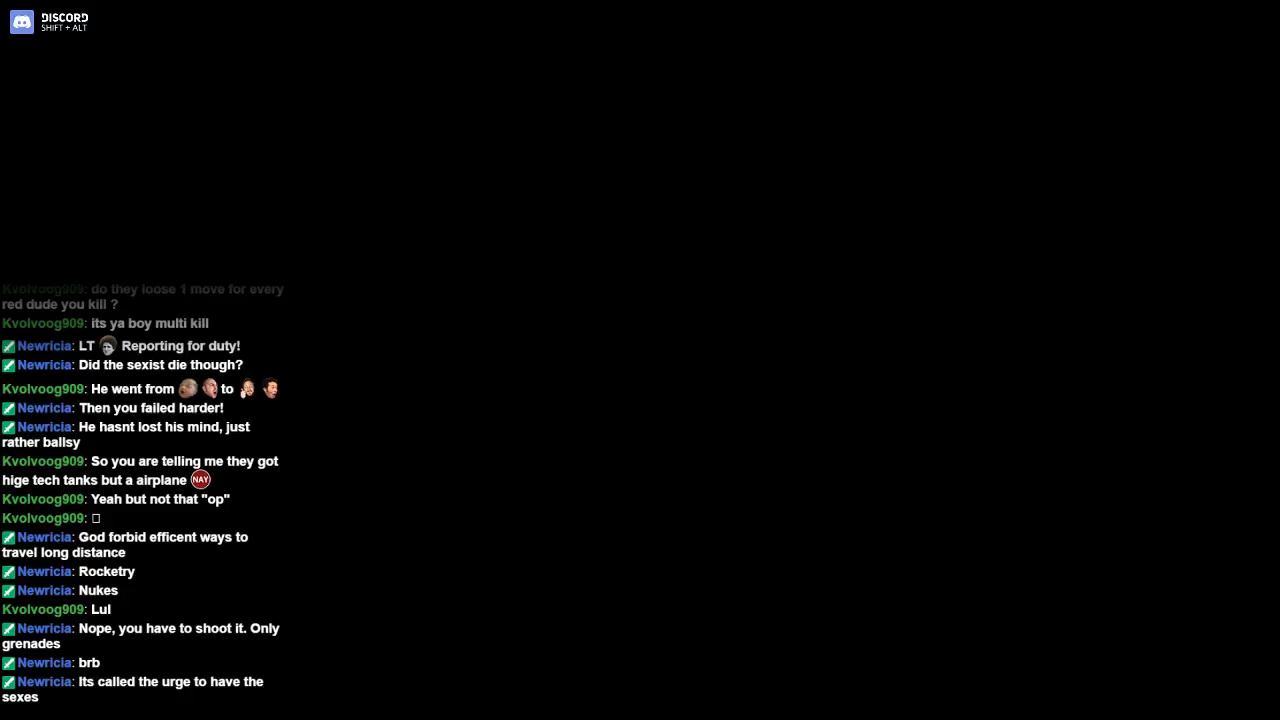 DISCORD
SHIFT + ALT
Kvolvoog909: do they loose 1 move for every
red dude you kill ?
Kvolvoog909: its ya boy multi kill
Newricia: LT Reporting for duty!
Newricia: Did the sexist die though?
Kvolvoog909: He went from to
Newricia: Then you failed harder!
Newricia: He hasnt lost his mind, just
rather ballsy
Kvolvoog909: So you are telling me they got
hige tech tanks but a airplane NAY
Kvolvoog909: Yeah but not that "op"
Kvolvoog909:
Newricia: God forbid efficent ways to
travel long distance
Newricia: Rocketry
Newricia: Nukes
Kvolvoog909: Lul
Newricia: Nope, you have to shoot it. Only
grenades
Newricia: brb
Newricia: Its called the urge to have the
sexes